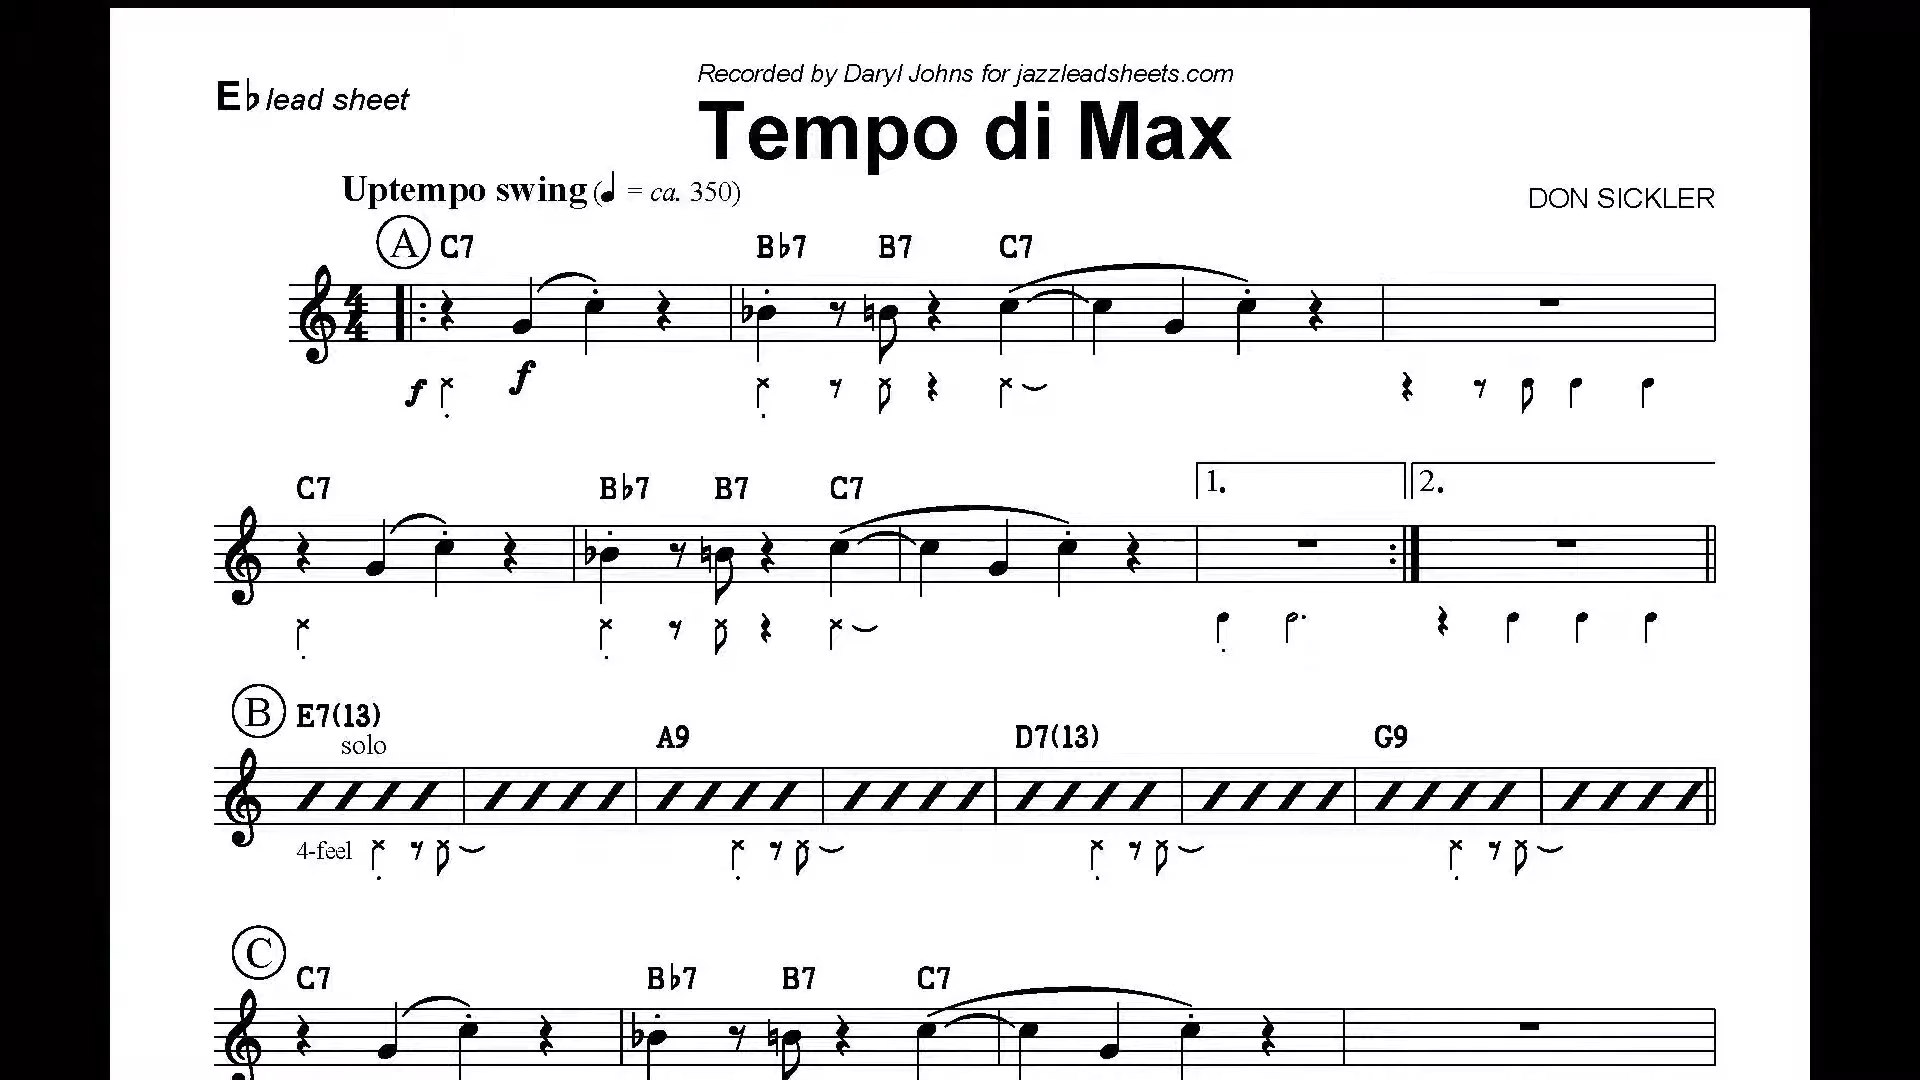 Recorded by Daryl Johns for jazzleadsheets.com
E♭ lead sheet
Tempo di Max
Uptempo swing (♩ = ca. 350)
DON SICKLER
A C7 B♭7 B7 C7
4/4
f f
C7 B♭7 B7 C7 1. 2.
B E7(13) A9 D7(13) G9
solo
4-feel
C
C7 B♭7 B7 C7